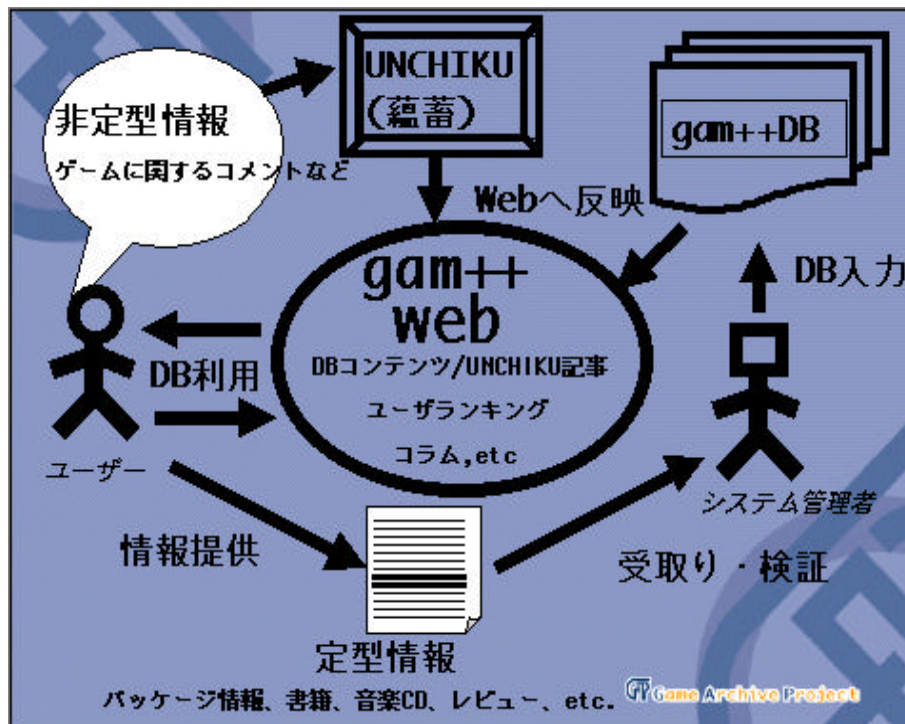 UNCHIKU
(蘊蓄)
非定型情報
ゲームに関するコメントなど
gam++DB
Webへ反映
gam++
web
DBコンテンツ/UNCHIKU記事
ユーザランキング
コラム,etc
DB入力
DB利用
ユーザー
システム管理者
情報提供
受取り・検証
定型情報
パッケージ情報、書籍、音楽CD、レビュー、etc.
Game Archive Project